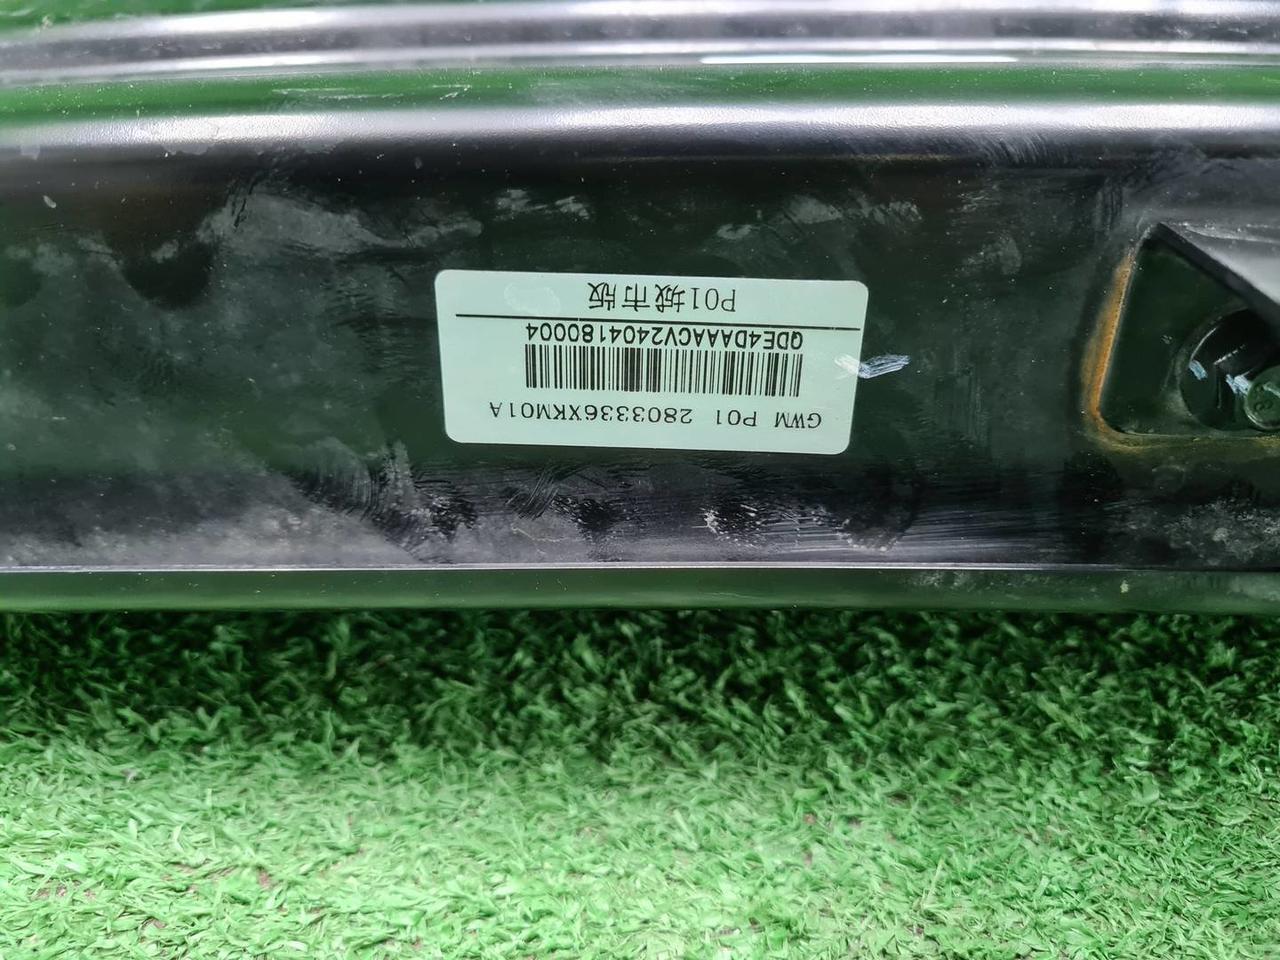 GWM P01 2803336XKM01A
QDE4DAAACV2404180004
P01城市版